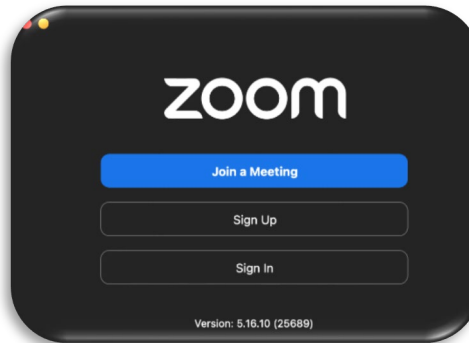 zoom
Join a Meeting
Sign Up
Sign In
Version: 5.16.10 (25689)